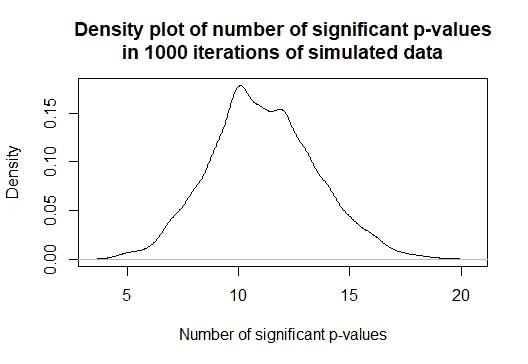 Density plot of number of significant p-values
in 1000 iterations of simulated data
Density
0.15
0.10
0.05
0.00
5 10 15 20
Number of significant p-values